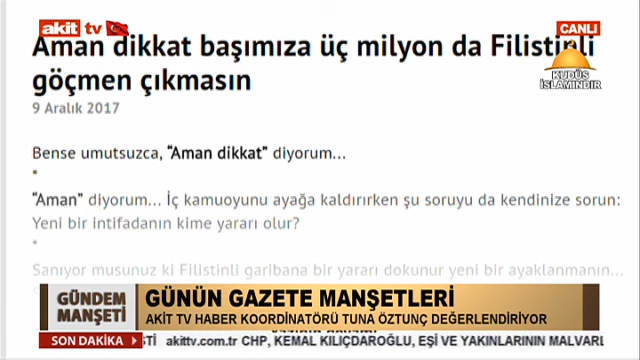 akit tv
CANLI
Aman dikkat başımıza üç milyon da Filistinli
göçmen çıkmasın
KUDÜS
İSLAMINDIR
9 Aralık 2017
Bense umutsuzca, “Aman dikkat” diyorum...
*
“Aman” diyorum... İç kamuoyunu ayağa kaldırırken şu soruyu da kendinize sorun:
Yeni bir intifadanın kime yararı olur?
*
Sanıyor musunuz ki Filistinli garibana bir yararı dokunur yeni bir ayaklanmanın...
GÜNDEM
MANŞETİ
GÜNÜN GAZETE MANŞETLERİ
AKİT TV HABER KOORDİNATÖRÜ TUNA ÖZTUNÇ DEĞERLENDİRİYOR
SON DAKİKA ESTİ akittv.com.tr CHP, KEMAL KILIÇDAROĞLU, EŞİ VE YAKINLARININ MALVARL